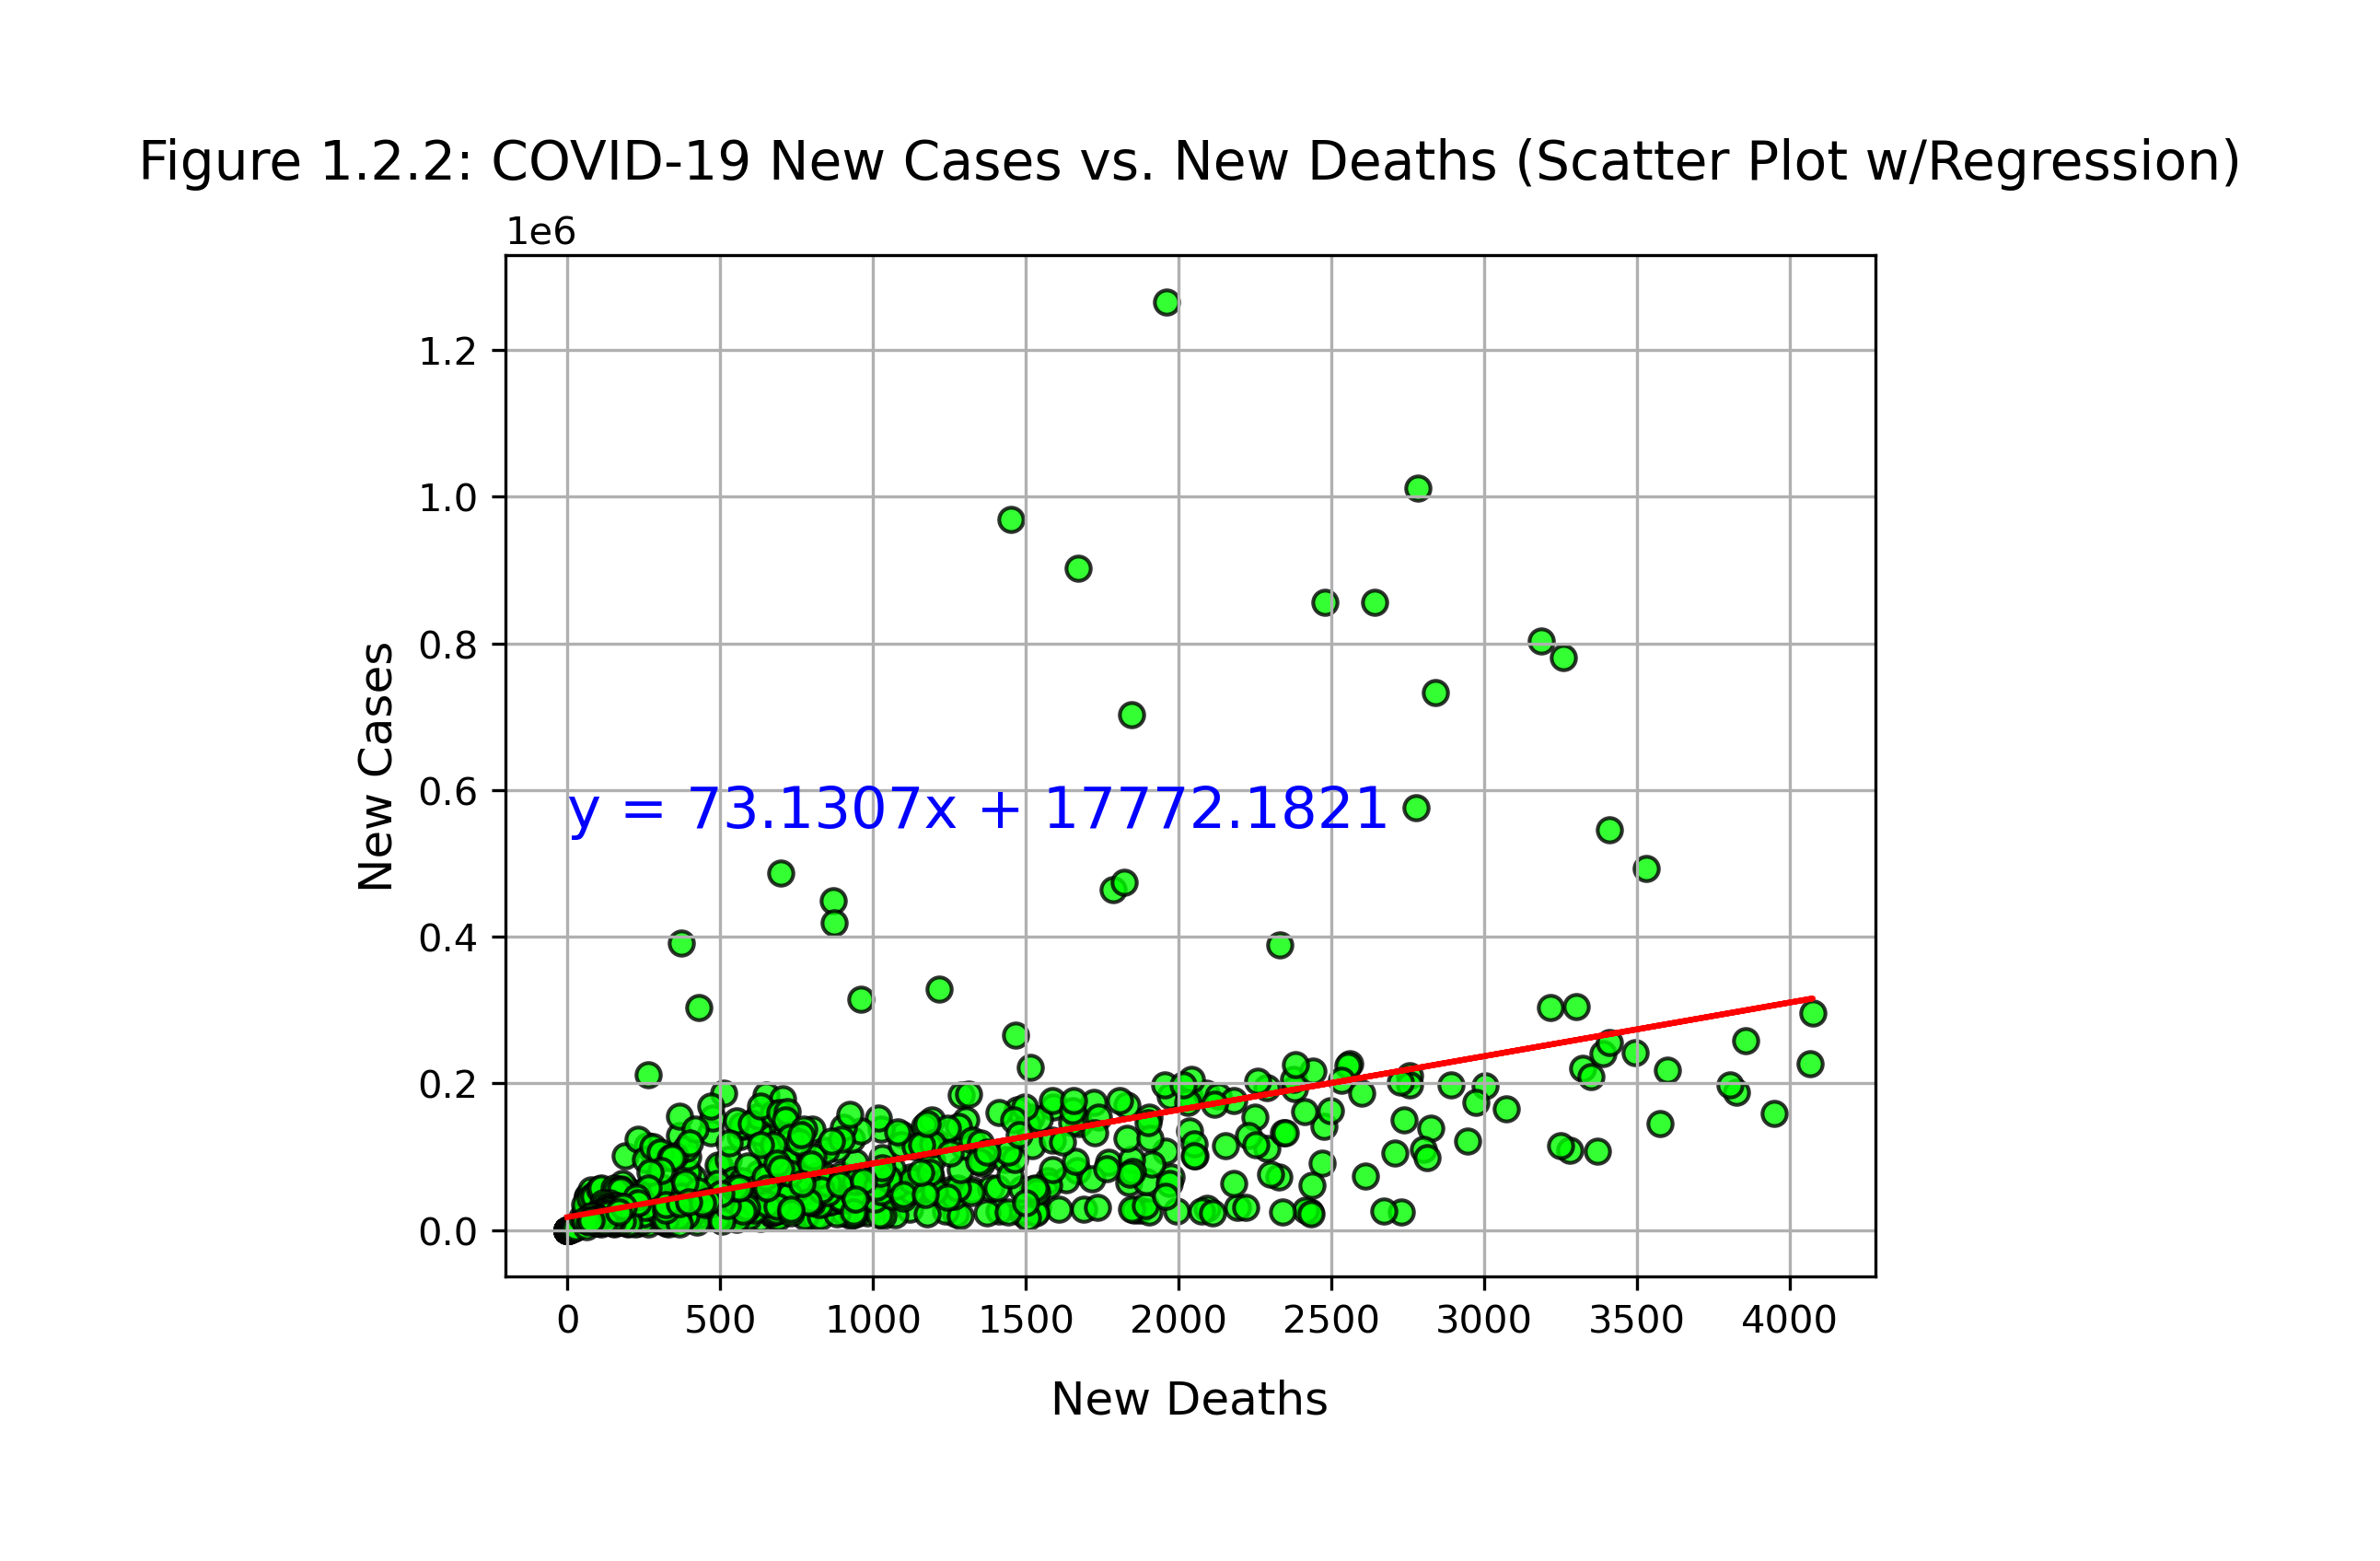 Figure 1.2.2: COVID-19 New Cases vs. New Deaths (Scatter Plot w/Regression)
1e6
1.2
1.0
0.8
0.6
0.4
0.2
0.0
New Cases
y = 73.1307x + 17772.1821
0 500 1000 1500 2000 2500 3000 3500 4000
New Deaths